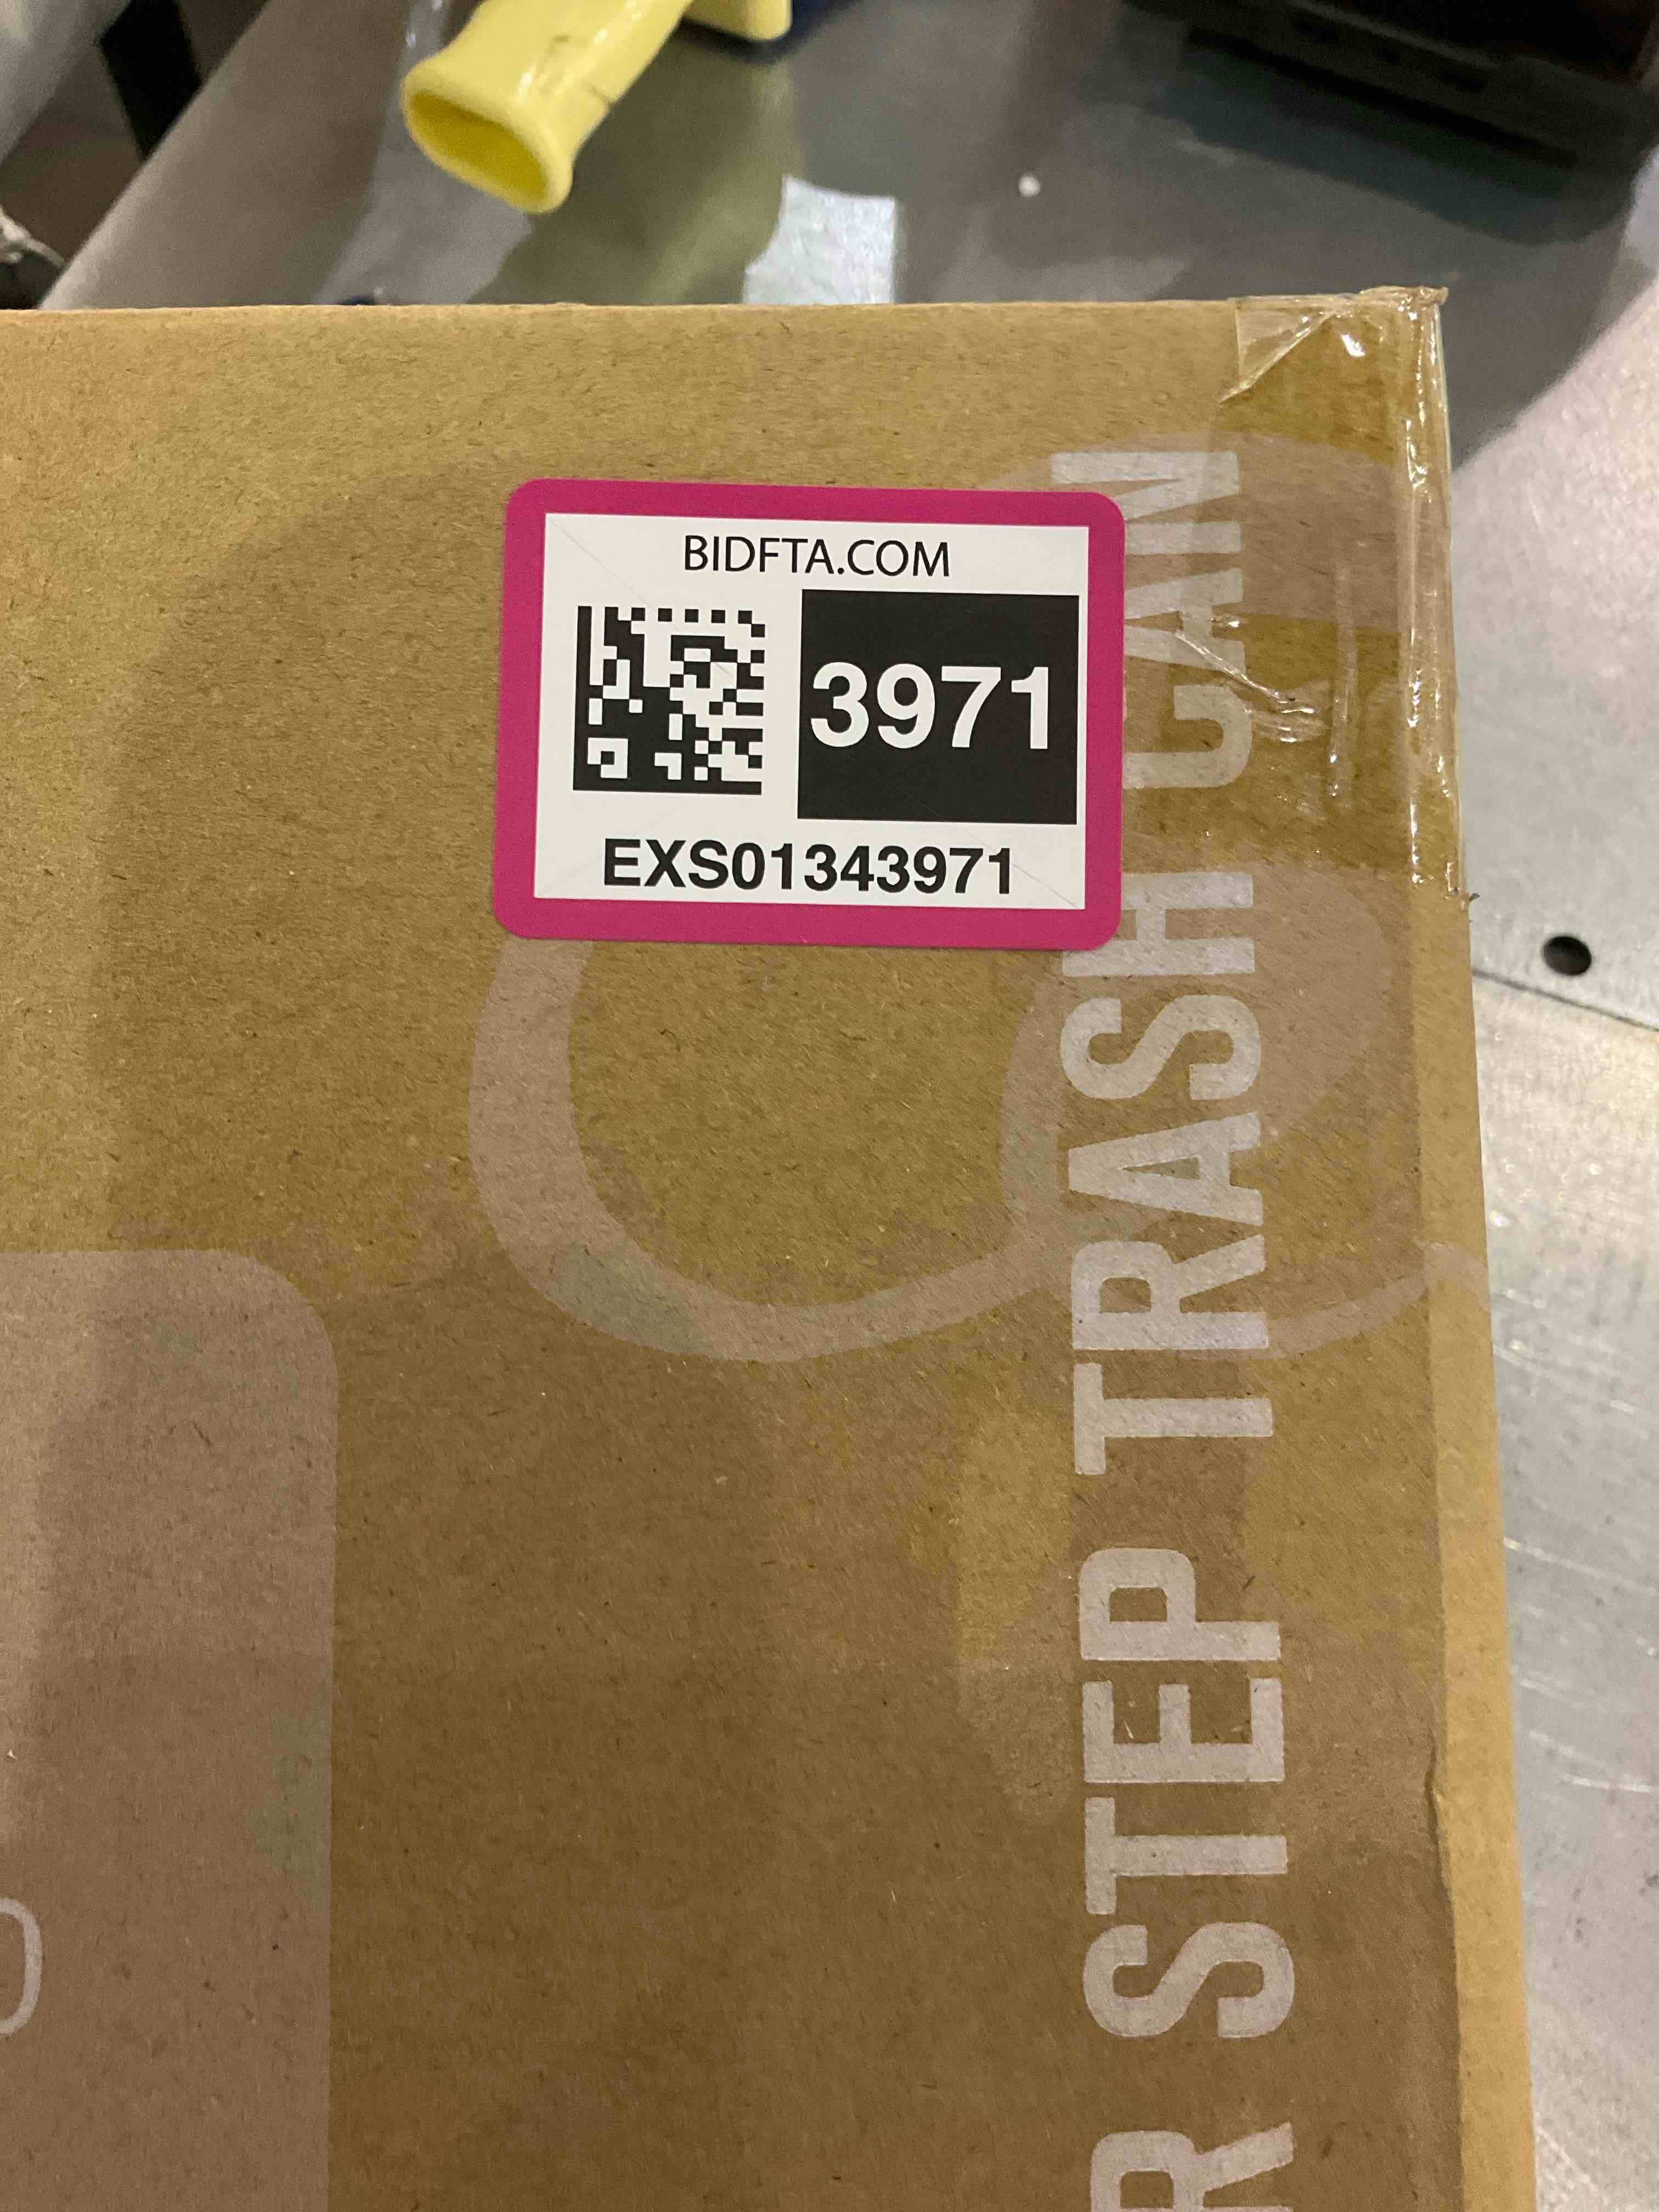 BIDFTA.COM
3971
EXS01343971
R STEP TRASH CAN